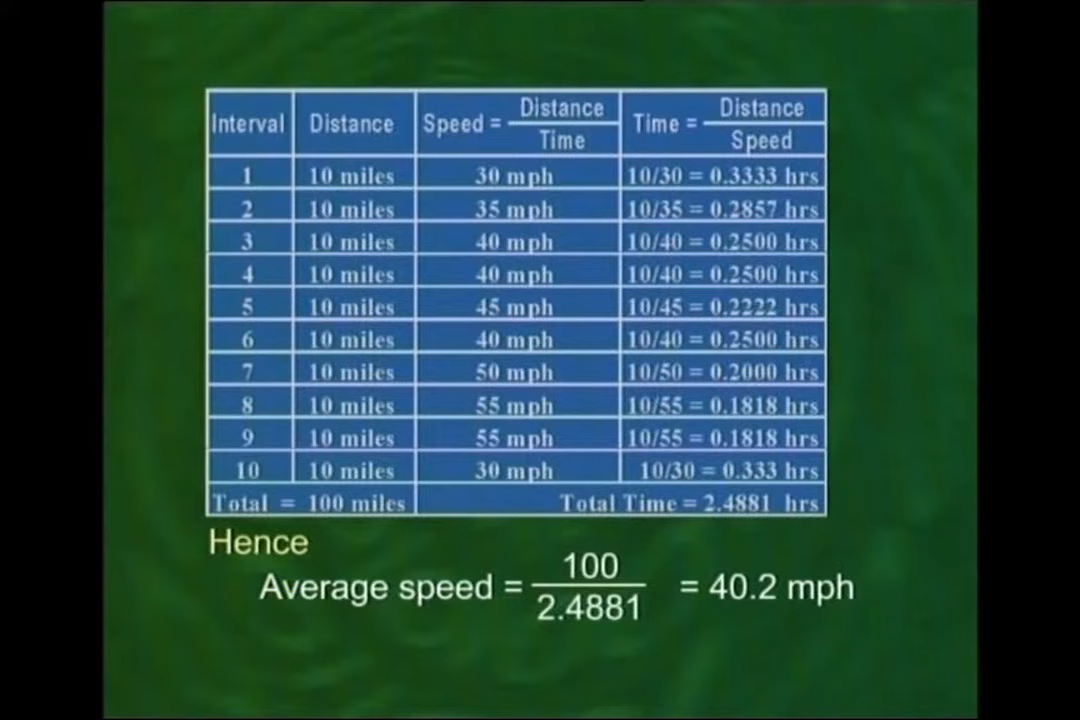 Interval Distance Speed = Distance / Time Time = Distance / Speed
1 10 miles 30 mph 10/30 = 0.3333 hrs
2 10 miles 35 mph 10/35 = 0.2857 hrs
3 10 miles 40 mph 10/40 = 0.2500 hrs
4 10 miles 40 mph 10/40 = 0.2500 hrs
5 10 miles 45 mph 10/45 = 0.2222 hrs
6 10 miles 40 mph 10/40 = 0.2500 hrs
7 10 miles 50 mph 10/50 = 0.2000 hrs
8 10 miles 55 mph 10/55 = 0.1818 hrs
9 10 miles 55 mph 10/55 = 0.1818 hrs
10 10 miles 30 mph 10/30 = 0.333 hrs
Total = 100 miles Total Time = 2.4881 hrs
Hence
Average speed = 100 / 2.4881 = 40.2 mph